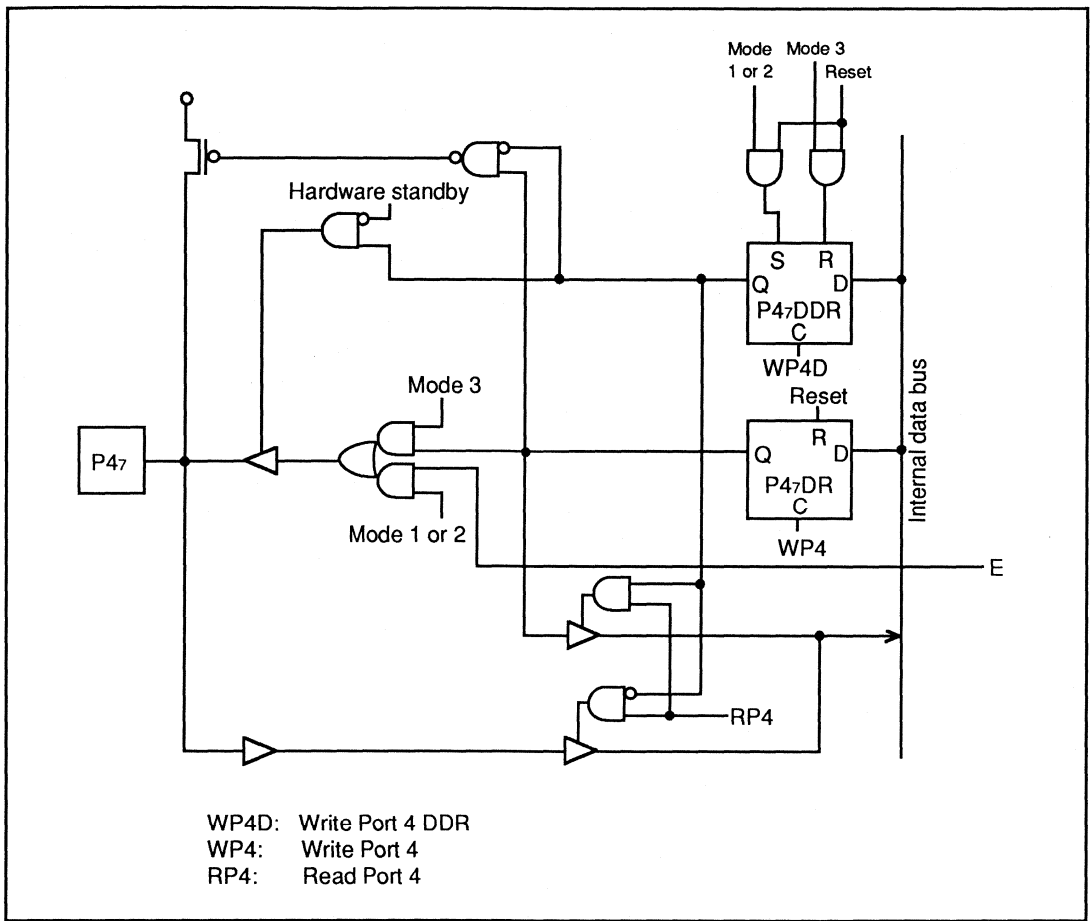 Mode
1 or 2
Mode 3
Reset
Hardware standby
S R
Q D
P4₇DDR
C
WP4D
Mode 3
Reset
R
Q D
P4₇DR
C
WP4
Internal data bus
P4₇
Mode 1 or 2
E
RP4
WP4D: Write Port 4 DDR
WP4: Write Port 4
RP4: Read Port 4